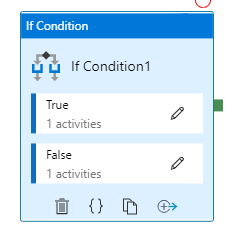 If Condition
If Condition1
True
1 activities
False
1 activities
{}